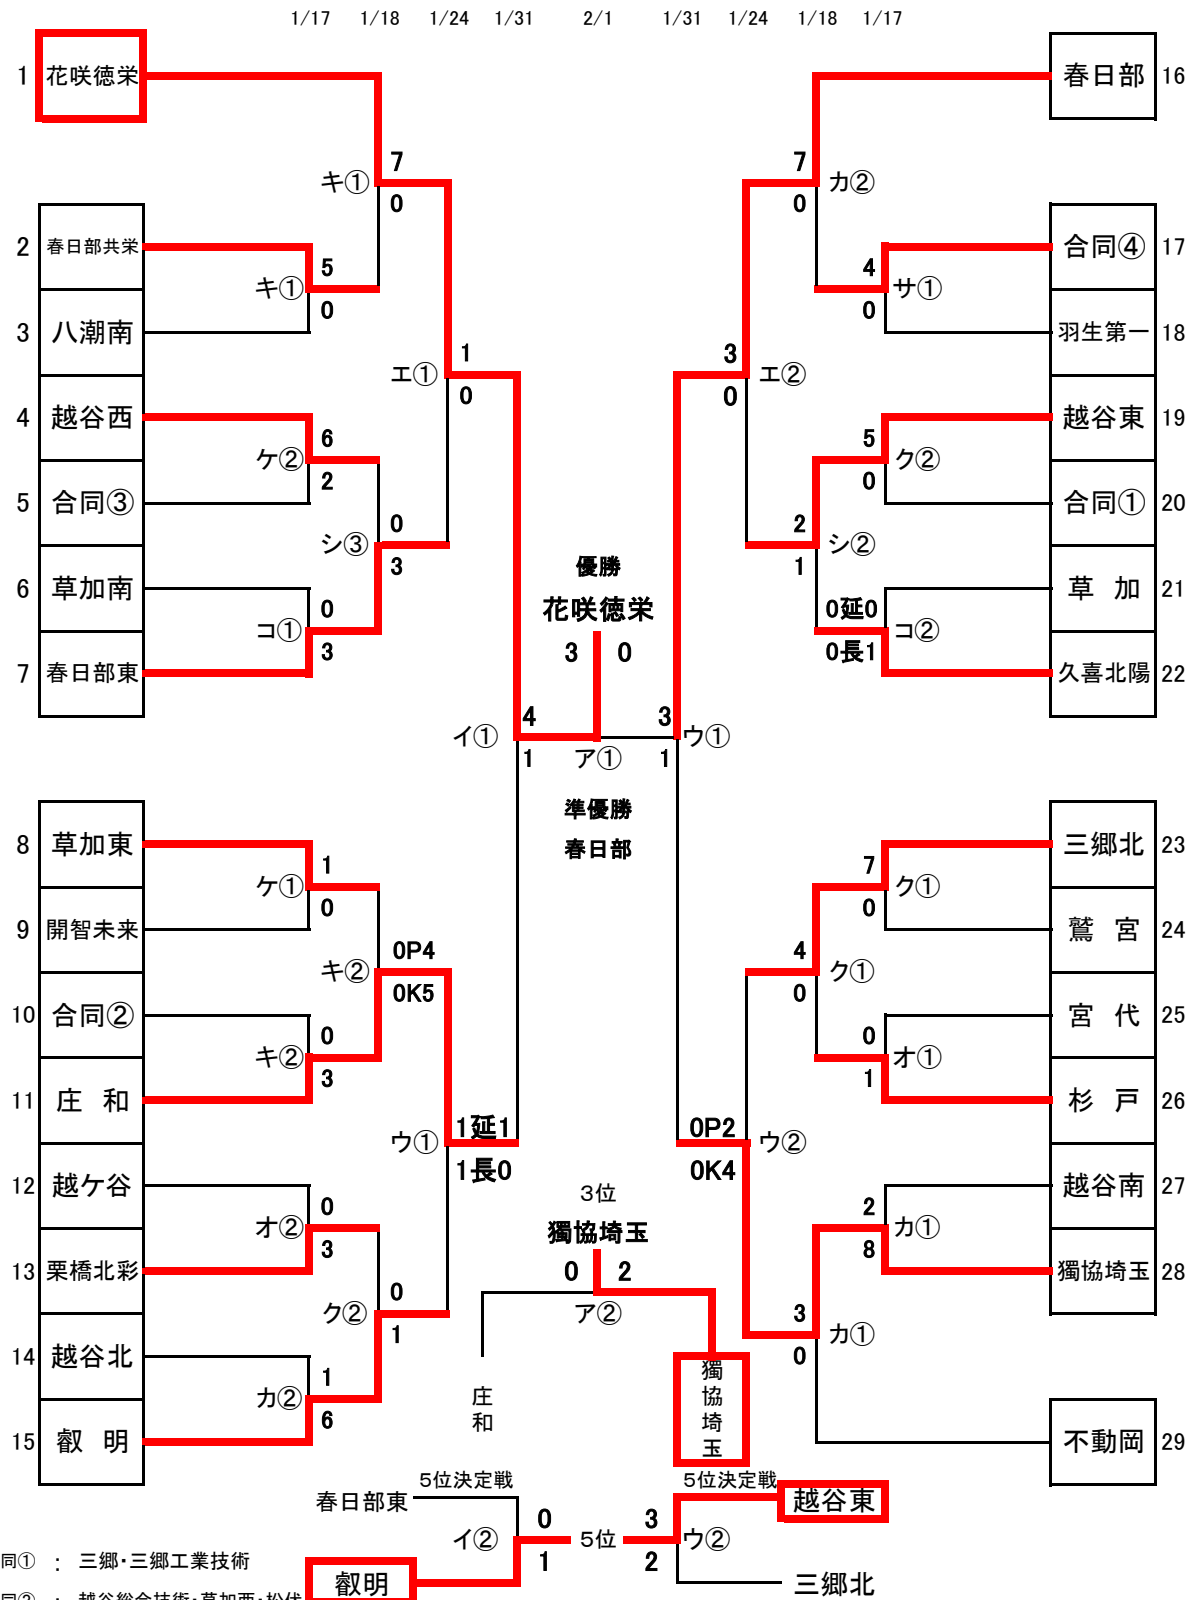 1/17 1/18 1/24 1/31 2/1 1/31 1/24 1/18 1/17
1 花咲徳栄
春日部 16
7
キ①
0
7
カ②
0
2 春日部共栄
合同④ 17
5
キ①
0
4
サ①
0
3 八潮南
羽生第一 18
1
エ①
0
3
エ②
0
4 越谷西
越谷東 19
6
ケ②
2
5
ク②
0
5 合同③
合同① 20
0
シ③
3
2
シ②
1
6 草加南
草 加 21
0
コ①
3
0延0
コ②
0長1
7 春日部東
久喜北陽 22
優勝
花咲徳栄
3 0
4
イ①
1
ア①
3
ウ①
1
準優勝
春日部
8 草加東
三郷北 23
1
ケ①
0
7
ク①
0
9 開智未来
鷲 宮 24
0P4
キ②
0K5
4
ク①
0
10 合同②
宮 代 25
0
キ②
3
0
オ①
1
11 庄 和
杉 戸 26
1延1
ウ①
1長0
0P2
ウ②
0K4
12 越ケ谷
越谷南 27
0
オ②
3
2
カ①
8
13 栗橋北彩
獨協埼玉 28
0
ク②
1
3
カ①
0
3位
獨協埼玉
0 2
ア②
庄和
獨協埼玉
14 越谷北
1
カ②
6
15 叡 明
不動岡 29
5位決定戦
5位決定戦
春日部東
越谷東
0
イ②
1
5位
3
ウ②
2
叡明
三郷北
同① : 三郷・三郷工業技術